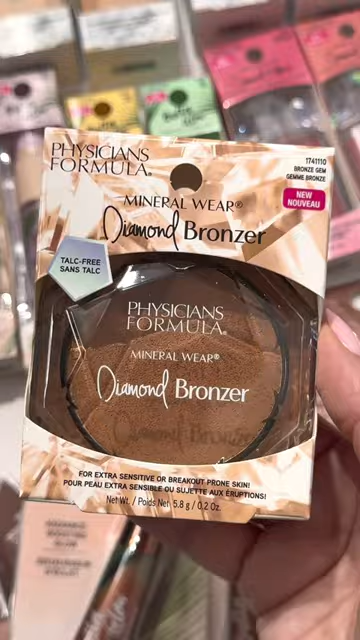 PHYSICIANS
FORMULA®
1741110
BRONZE GEM
GEMME BRONZE
NEW
NOUVEAU
MINERAL WEAR®
Diamond Bronzer
TALC-FREE
SANS TALC
PHYSICIANS
FORMULA®
MINERAL WEAR®
Diamond Bronzer
FOR EXTRA SENSITIVE OR BREAKOUT PRONE SKIN!
POUR PEAU EXTRA SENSIBLE OU SUJETTE AUX ÉRUPTIONS!
Net Wt. / Poids Net 5.8 g / 0.2 Oz.